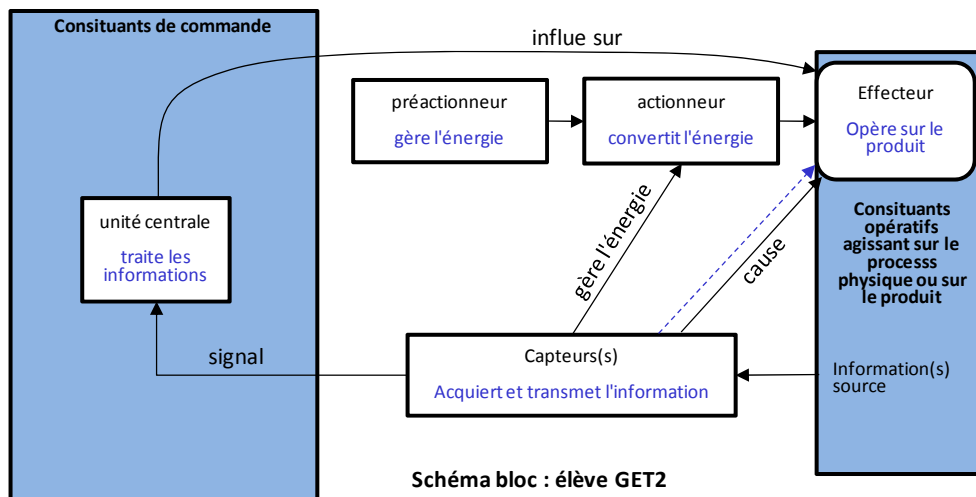 Consituants de commande
influe sur
préactionneur
gère l'énergie
actionneur
convertit l'énergie
Effecteur
Opère sur le
produit
unité centrale
traite les
informations
gère l'énergie
cause
Consituants
opératifs
agissant sur le
processs
physique ou sur
le produit
signal
Capteurs(s)
Acquiert et transmet l'information
Information(s)
source
Schéma bloc : élève GET2